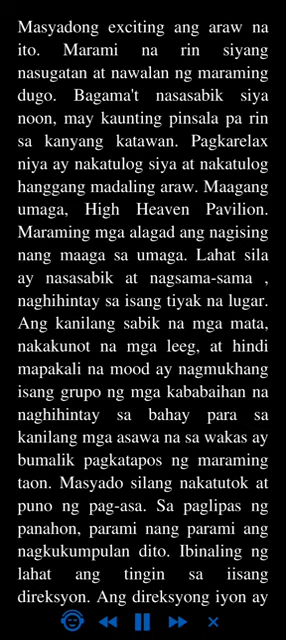 Masyadong exciting ang araw na
ito. Marami na rin siyang
nasugatan at nawalan ng maraming
dugo. Bagama't nasasabik siya
noon, may kaunting pinsala pa rin
sa kanyang katawan. Pagkarelax
niya ay nakatulog siya at nakatulog
hanggang madaling araw. Maagang
umaga, High Heaven Pavilion.
Maraming mga alagad ang nagising
nang maaga sa umaga. Lahat sila
ay nasasabik at nagsama-sama ,
naghihintay sa isang tiyak na lugar.
Ang kanilang sabik na mga mata,
nakakunot na mga leeg, at hindi
mapakali na mood ay nagmukhang
isang grupo ng mga kababaihan na
naghihintay sa bahay para sa
kanilang mga asawa na sa wakas ay
bumalik pagkatapos ng maraming
taon. Masyado silang nakatutok at
puno ng pag-asa. Sa paglipas ng
panahon, parami nang parami ang
nagkukumpulan dito. Ibinaling ng
lahat ang tingin sa iisang
direksyon. Ang direksyong iyon ay